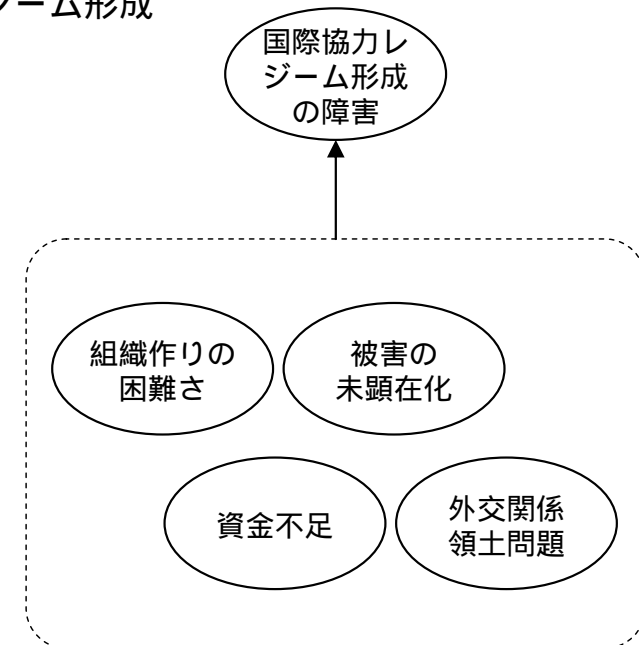 ジーム形成
国際協力レ
ジーム形成
の障害
組織作りの
困難さ
被害の
未顕在化
資金不足
外交関係
領土問題